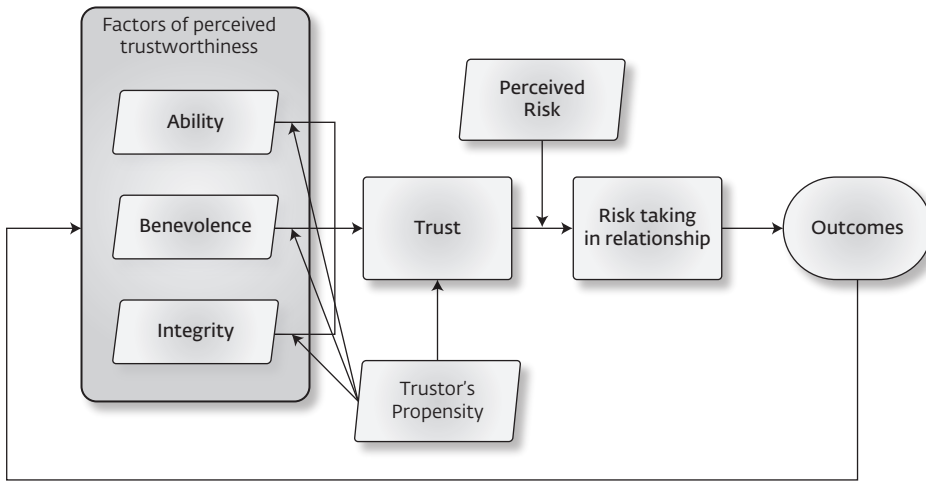 Factors of perceived
trustworthiness
Ability
Benevolence
Integrity
Perceived
Risk
Trust
Risk taking
in relationship
Outcomes
Trustor's
Propensity